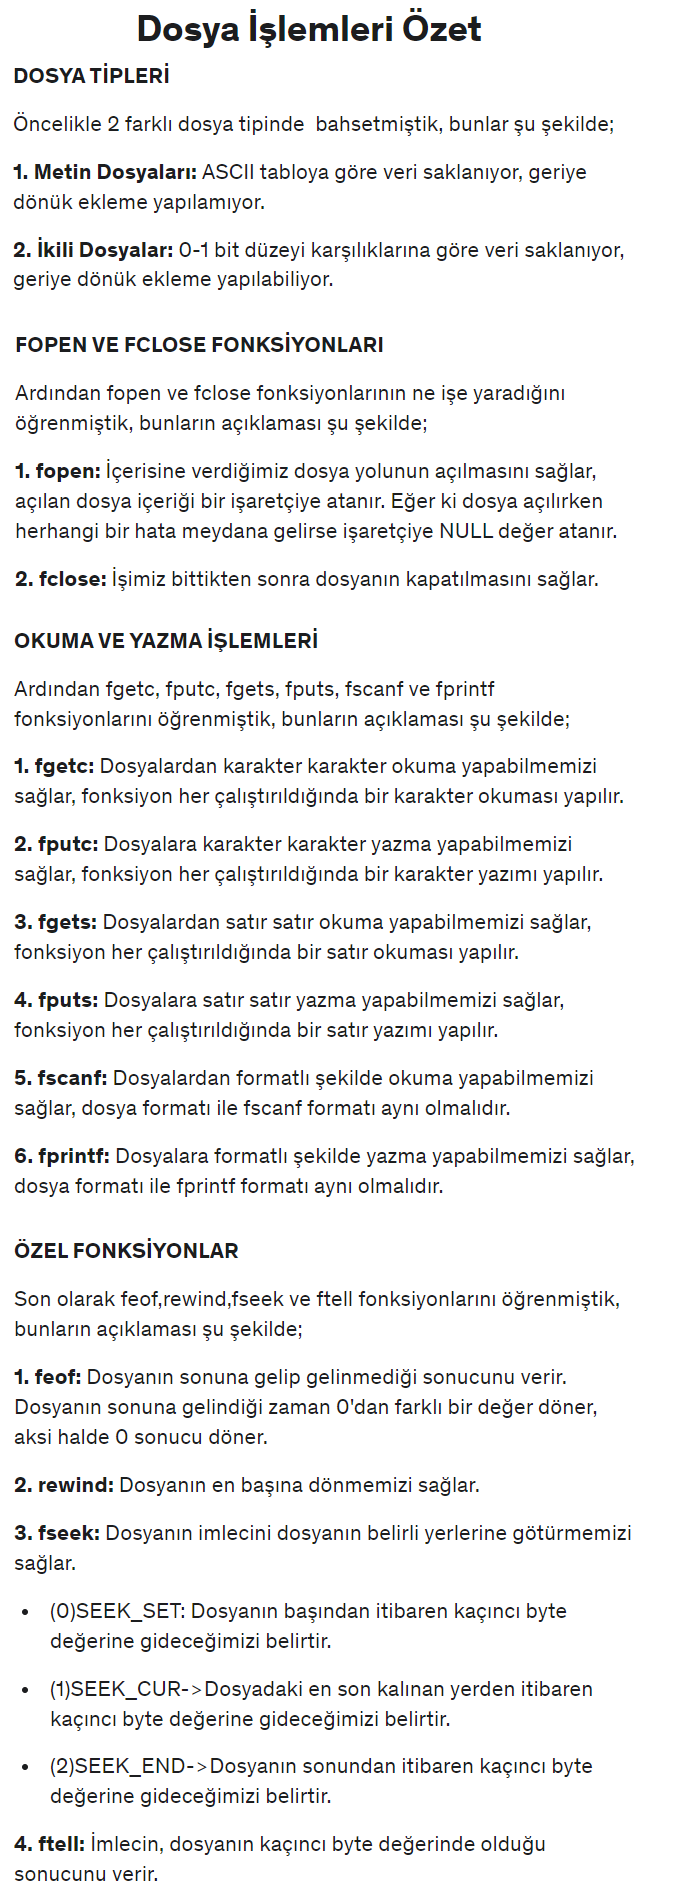 Dosya İşlemleri Özet
DOSYA TİPLERİ
Öncelikle 2 farklı dosya tipinde  bahsetmiştik, bunlar şu şekilde;
1. Metin Dosyaları: ASCII tabloya göre veri saklanıyor, geriye
dönük ekleme yapılamıyor.
2. İkili Dosyalar: 0-1 bit düzeyi karşılıklarına göre veri saklanıyor,
geriye dönük ekleme yapılabiliyor.
FOPEN VE FCLOSE FONKSİYONLARI
Ardından fopen ve fclose fonksiyonlarının ne işe yaradığını
öğrenmiştik, bunların açıklaması şu şekilde;
1. fopen: İçerisine verdiğimiz dosya yolunun açılmasını sağlar,
açılan dosya içeriği bir işaretçiye atanır. Eğer ki dosya açılırken
herhangi bir hata meydana gelirse işaretçiye NULL değer atanır.
2. fclose: İşimiz bittikten sonra dosyanın kapatılmasını sağlar.
OKUMA VE YAZMA İŞLEMLERİ
Ardından fgetc, fputc, fgets, fputs, fscanf ve fprintf
fonksiyonlarını öğrenmiştik, bunların açıklaması şu şekilde;
1. fgetc: Dosyalardan karakter karakter okuma yapabilmemizi
sağlar, fonksiyon her çalıştırıldığında bir karakter okuması yapılır.
2. fputc: Dosyalara karakter karakter yazma yapabilmemizi
sağlar, fonksiyon her çalıştırıldığında bir karakter yazımı yapılır.
3. fgets: Dosyalardan satır satır okuma yapabilmemizi sağlar,
fonksiyon her çalıştırıldığında bir satır okuması yapılır.
4. fputs: Dosyalara satır satır yazma yapabilmemizi sağlar,
fonksiyon her çalıştırıldığında bir satır yazımı yapılır.
5. fscanf: Dosyalardan formatlı şekilde okuma yapabilmemizi
sağlar, dosya formatı ile fscanf formatı aynı olmalıdır.
6. fprintf: Dosyalara formatlı şekilde yazma yapabilmemizi sağlar,
dosya formatı ile fprintf formatı aynı olmalıdır.
ÖZEL FONKSİYONLAR
Son olarak feof,rewind,fseek ve ftell fonksiyonlarını öğrenmiştik,
bunların açıklaması şu şekilde;
1. feof: Dosyanın sonuna gelip gelinmediği sonucunu verir.
Dosyanın sonuna gelindiği zaman 0'dan farklı bir değer döner,
aksi halde 0 sonucu döner.
2. rewind: Dosyanın en başına dönmemizi sağlar.
3. fseek: Dosyanın imlecini dosyanın belirli yerlerine götürmemizi
sağlar.
• (0)SEEK_SET: Dosyanın başından itibaren kaçıncı byte
değerine gideceğimizi belirtir.
• (1)SEEK_CUR->Dosyadaki en son kalınan yerden itibaren
kaçıncı byte değerine gideceğimizi belirtir.
• (2)SEEK_END->Dosyanın sonundan itibaren kaçıncı byte
değerine gideceğimizi belirtir.
4. ftell: İmlecin, dosyanın kaçıncı byte değerinde olduğu
sonucunu verir.